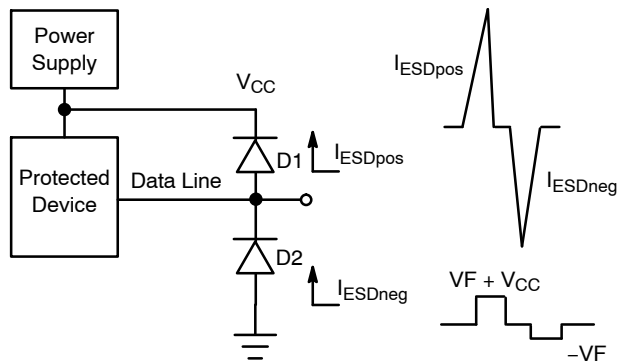 Power
Supply
V_CC
Protected
Device
Data Line
D1
I_ESDpos
D2
I_ESDneg
I_ESDpos
I_ESDneg
VF + V_CC
−VF